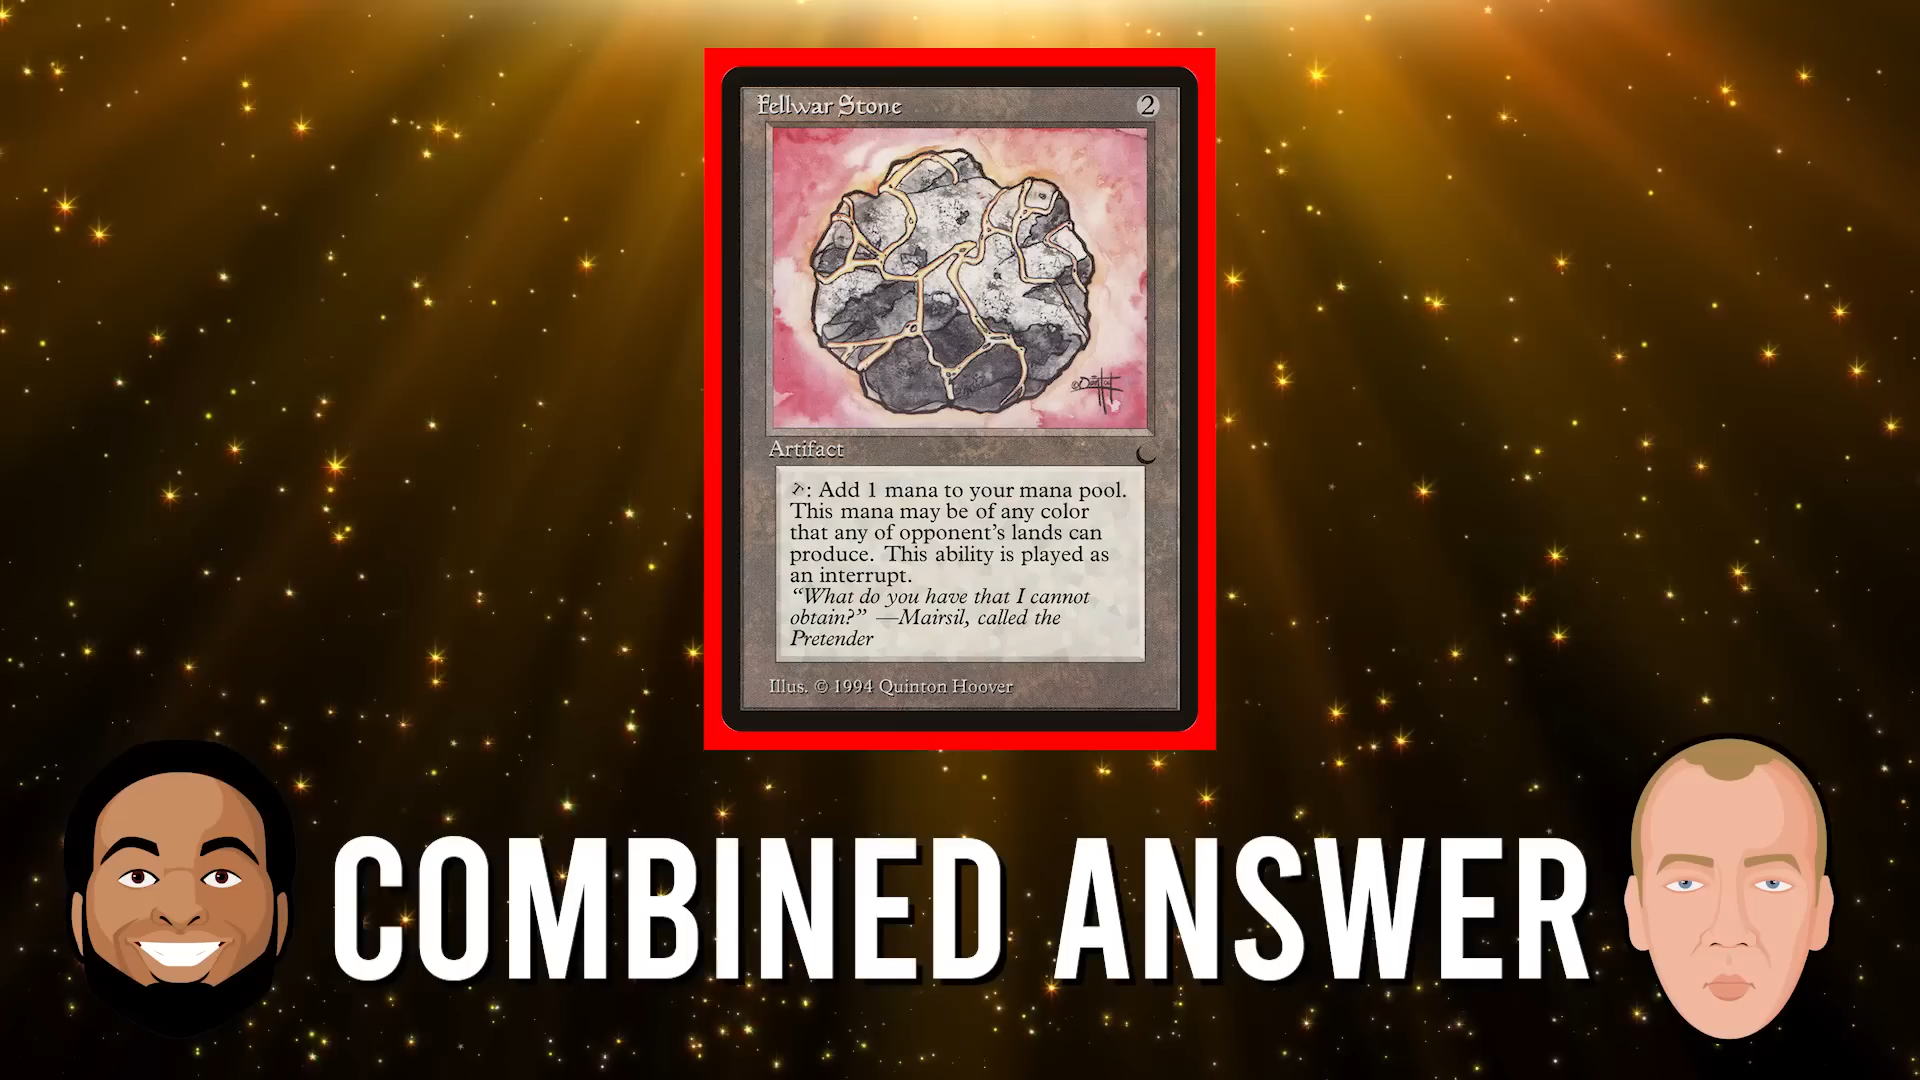 Fellwar Stone 2
Artifact
: Add 1 mana to your mana pool.
This mana may be of any color
that any of opponent's lands can
produce. This ability is played as
an interrupt.
"What do you have that I cannot
obtain?" —Mairsil, called the
Pretender
Illus. © 1994 Quinton Hoover
COMBINED ANSWER